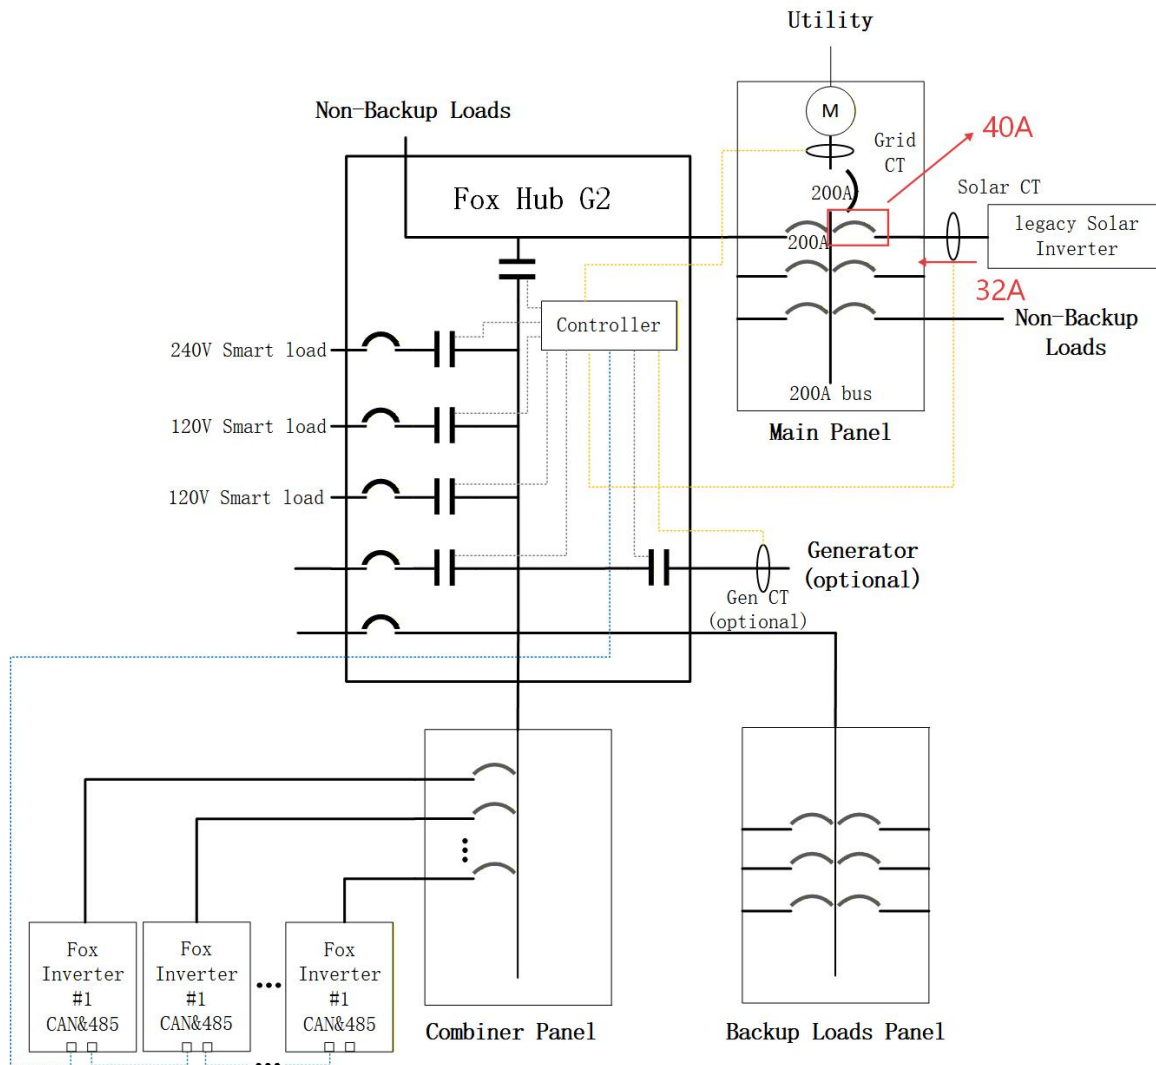 Utility
Non-Backup Loads
M
40A
Grid
CT
Fox Hub G2
200A
Solar CT
legacy Solar
Inverter
200A
32A
Controller
Non-Backup
Loads
240V Smart load
200A bus
120V Smart load
Main Panel
120V Smart load
Generator
(optional)
Gen CT
(optional)
Fox
Inverter
#1
CAN&485
Fox
Inverter
#1
CAN&485
Fox
Inverter
#1
CAN&485
Combiner Panel
Backup Loads Panel